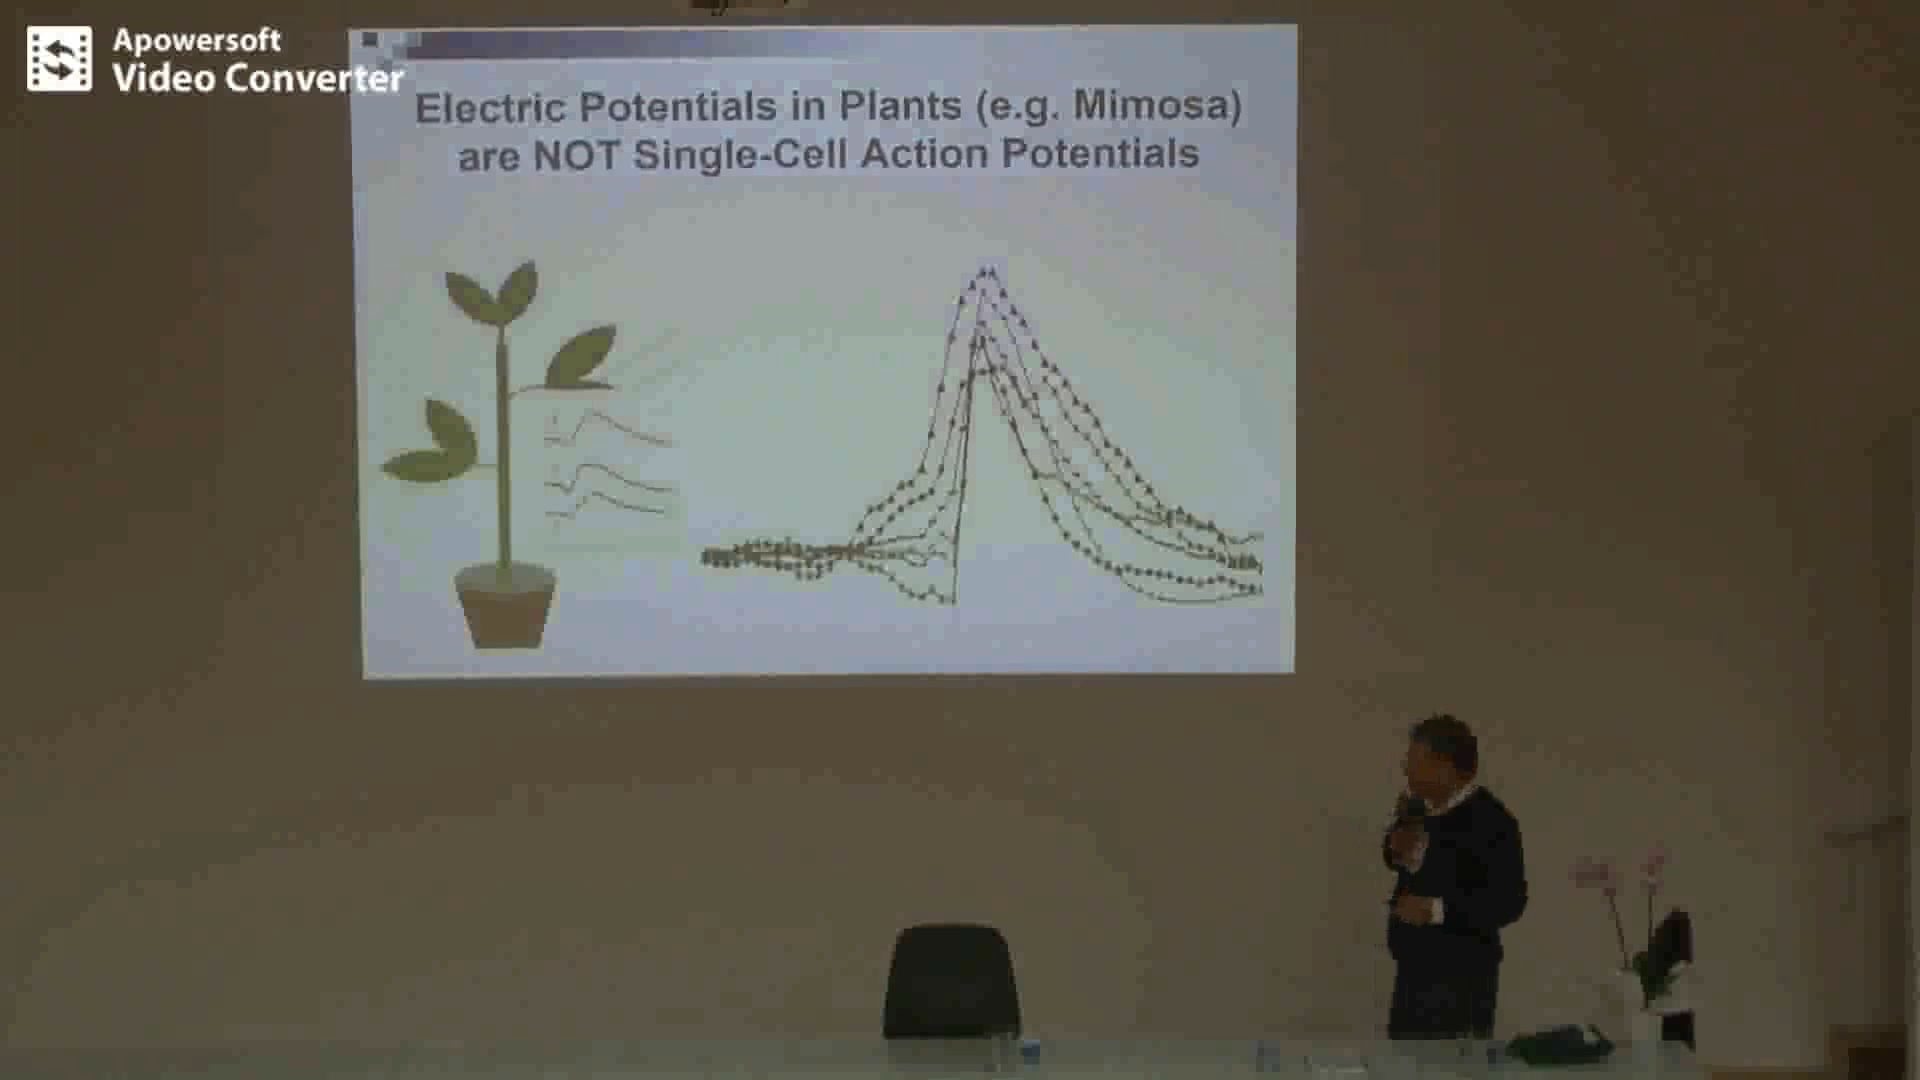 Apowersoft
Video Converter
Electric Potentials in Plants (e.g. Mimosa)
are NOT Single-Cell Action Potentials